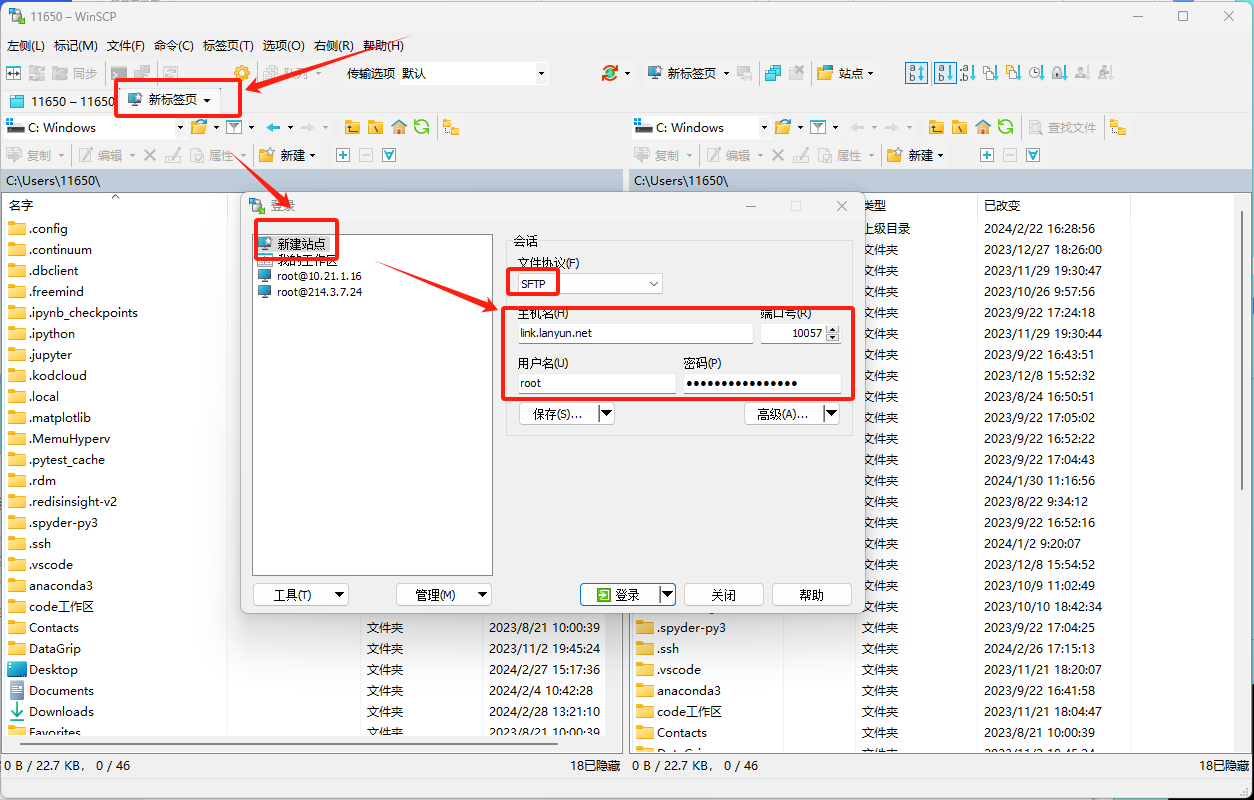 11650 – WinSCP
左侧(L) 标记(M) 文件(F) 命令(C) 标签页(T) 选项(O) 右侧(R) 帮助(H)
同步 队列 传输选项 默认 新标签页 站点
11650 – 11650 新标签页
C: Windows C: Windows 查找文件
复制 编辑 属性 新建 复制 编辑 属性 新建
C:\Users\11650\ C:\Users\11650\
名字 类型 已改变
.config
.continuum
.dbclient
.freemind
.ipynb_checkpoints
.ipython
.jupyter
.kodcloud
.local
.matplotlib
.MemuHyperv
.pytest_cache
.rdm
.redisinsight-v2
.spyder-py3
.ssh
.vscode
anaconda3
code工作区
Contacts 文件夹 2023/8/21 10:00:39
DataGrip 文件夹 2023/11/2 19:45:24
Desktop 文件夹 2024/2/27 15:17:36
Documents 文件夹 2024/2/4 10:42:28
Downloads 文件夹 2024/2/28 13:21:10
Favorites 文件夹 2023/8/21 10:00:39
登录
新建站点
我的工作区
root@10.21.1.16
root@214.3.7.24
会话
文件协议(F)
SFTP
主机名(H) 端口号(R)
link.lanyun.net 10057
用户名(U) 密码(P)
root ••••••••••••••••
保存(S)... 高级(A)...
工具(T) 管理(M) 登录 关闭 帮助
上级目录 2024/2/22 16:28:56
文件夹 2023/12/27 18:26:00
文件夹 2023/11/29 19:30:47
文件夹 2023/10/26 9:57:56
文件夹 2023/9/22 17:24:18
文件夹 2023/11/29 19:30:44
文件夹 2023/9/22 16:43:51
文件夹 2023/12/8 15:52:32
文件夹 2023/8/24 16:50:51
文件夹 2023/9/22 17:05:02
文件夹 2023/9/22 16:52:22
文件夹 2023/9/22 17:04:43
文件夹 2024/1/30 11:16:56
文件夹 2023/8/22 9:34:12
文件夹 2023/9/22 16:52:16
文件夹 2024/1/2 9:20:07
文件夹 2023/12/8 15:54:52
文件夹 2023/10/9 11:02:49
文件夹 2023/10/10 18:42:34
.spyder-py3 文件夹 2023/9/22 17:04:25
.ssh 文件夹 2024/2/26 17:15:13
.vscode 文件夹 2023/11/21 18:20:07
anaconda3 文件夹 2023/9/22 16:41:58
code工作区 文件夹 2023/11/21 18:04:47
Contacts 文件夹 2023/8/21 10:00:39
DataGrip 文件夹 2023/11/2 19:45:24
0 B / 22.7 KB, 0 / 46 18已隐藏 0 B / 22.7 KB, 0 / 46 18已隐藏